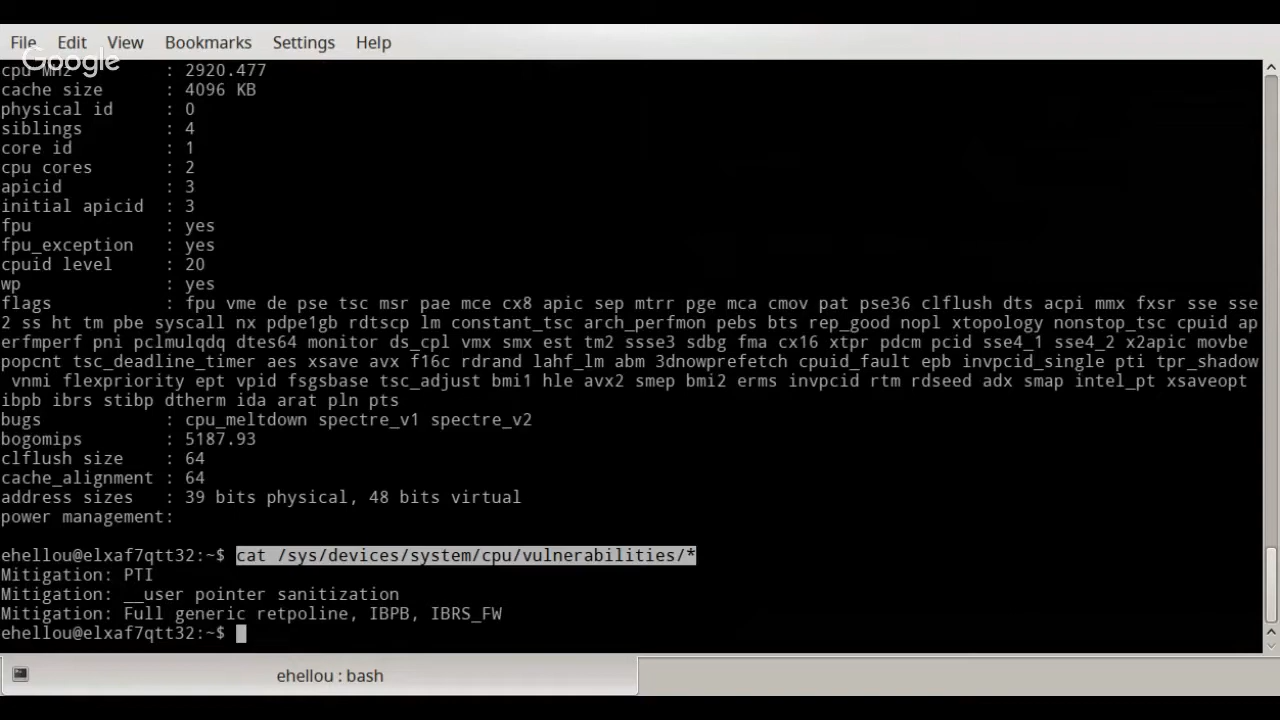 File Edit View Bookmarks Settings Help
Google
cpu MHz : 2920.477
cache size : 4096 KB
physical id : 0
siblings : 4
core id : 1
cpu cores : 2
apicid : 3
initial apicid : 3
fpu : yes
fpu_exception : yes
cpuid level : 20
wp : yes
flags : fpu vme de pse tsc msr pae mce cx8 apic sep mtrr pge mca cmov pat pse36 clflush dts acpi mmx fxsr sse sse
2 ss ht tm pbe syscall nx pdpe1gb rdtscp lm constant_tsc arch_perfmon pebs bts rep_good nopl xtopology nonstop_tsc cpuid ap
erfmperf pni pclmulqdq dtes64 monitor ds_cpl vmx smx est tm2 ssse3 sdbg fma cx16 xtpr pdcm pcid sse4_1 sse4_2 x2apic movbe
popcnt tsc_deadline_timer aes xsave avx f16c rdrand lahf_lm abm 3dnowprefetch cpuid_fault epb invpcid_single pti tpr_shadow
vnmi flexpriority ept vpid fsgsbase tsc_adjust bmi1 hle avx2 smep bmi2 erms invpcid rtm rdseed adx smap intel_pt xsaveopt
ibpb ibrs stibp dtherm ida arat pln pts
bugs : cpu_meltdown spectre_v1 spectre_v2
bogomips : 5187.93
clflush size : 64
cache_alignment : 64
address sizes : 39 bits physical, 48 bits virtual
power management:
ehellou@elxaf7qtt32:~$ cat /sys/devices/system/cpu/vulnerabilities/*
Mitigation: PTI
Mitigation: __user pointer sanitization
Mitigation: Full generic retpoline, IBPB, IBRS_FW
ehellou@elxaf7qtt32:~$
ehellou : bash